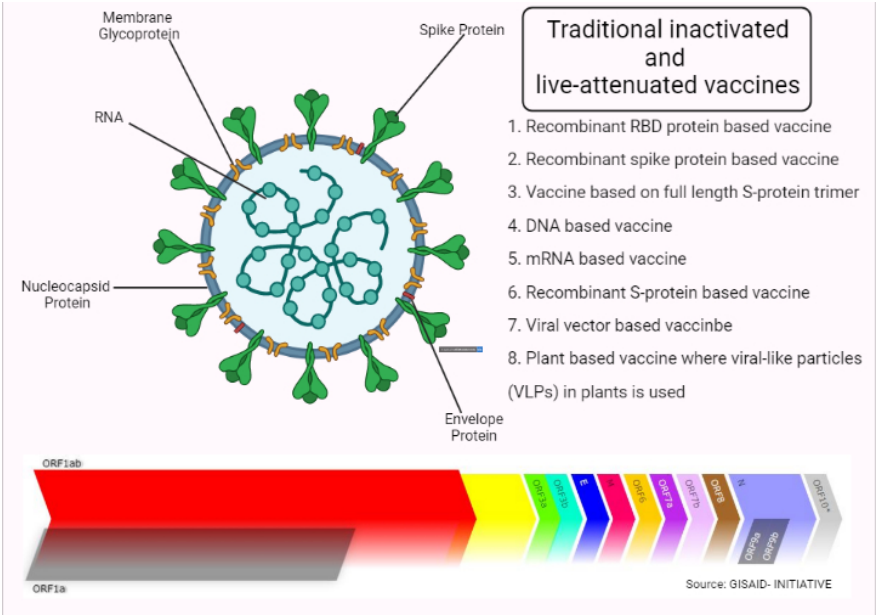 Membrane
Glycoprotein
Spike Protein
RNA
Nucleocapsid
Protein
Envelope
Protein
Traditional inactivated
and
live-attenuated vaccines
1. Recombinant RBD protein based vaccine
2. Recombinant spike protein based vaccine
3. Vaccine based on full length S-protein trimer
4. DNA based vaccine
5. mRNA based vaccine
6. Recombinant S-protein based vaccine
7. Viral vector based vaccinbe
8. Plant based vaccine where viral-like particles
(VLPs) in plants is used
ORF1ab
ORF3a
ORF3b
E
M
ORF6
ORF7a
ORF7b
ORF8
N
ORF9a
ORF9b
ORF10*
ORF1a
Source: GISAID- INITIATIVE